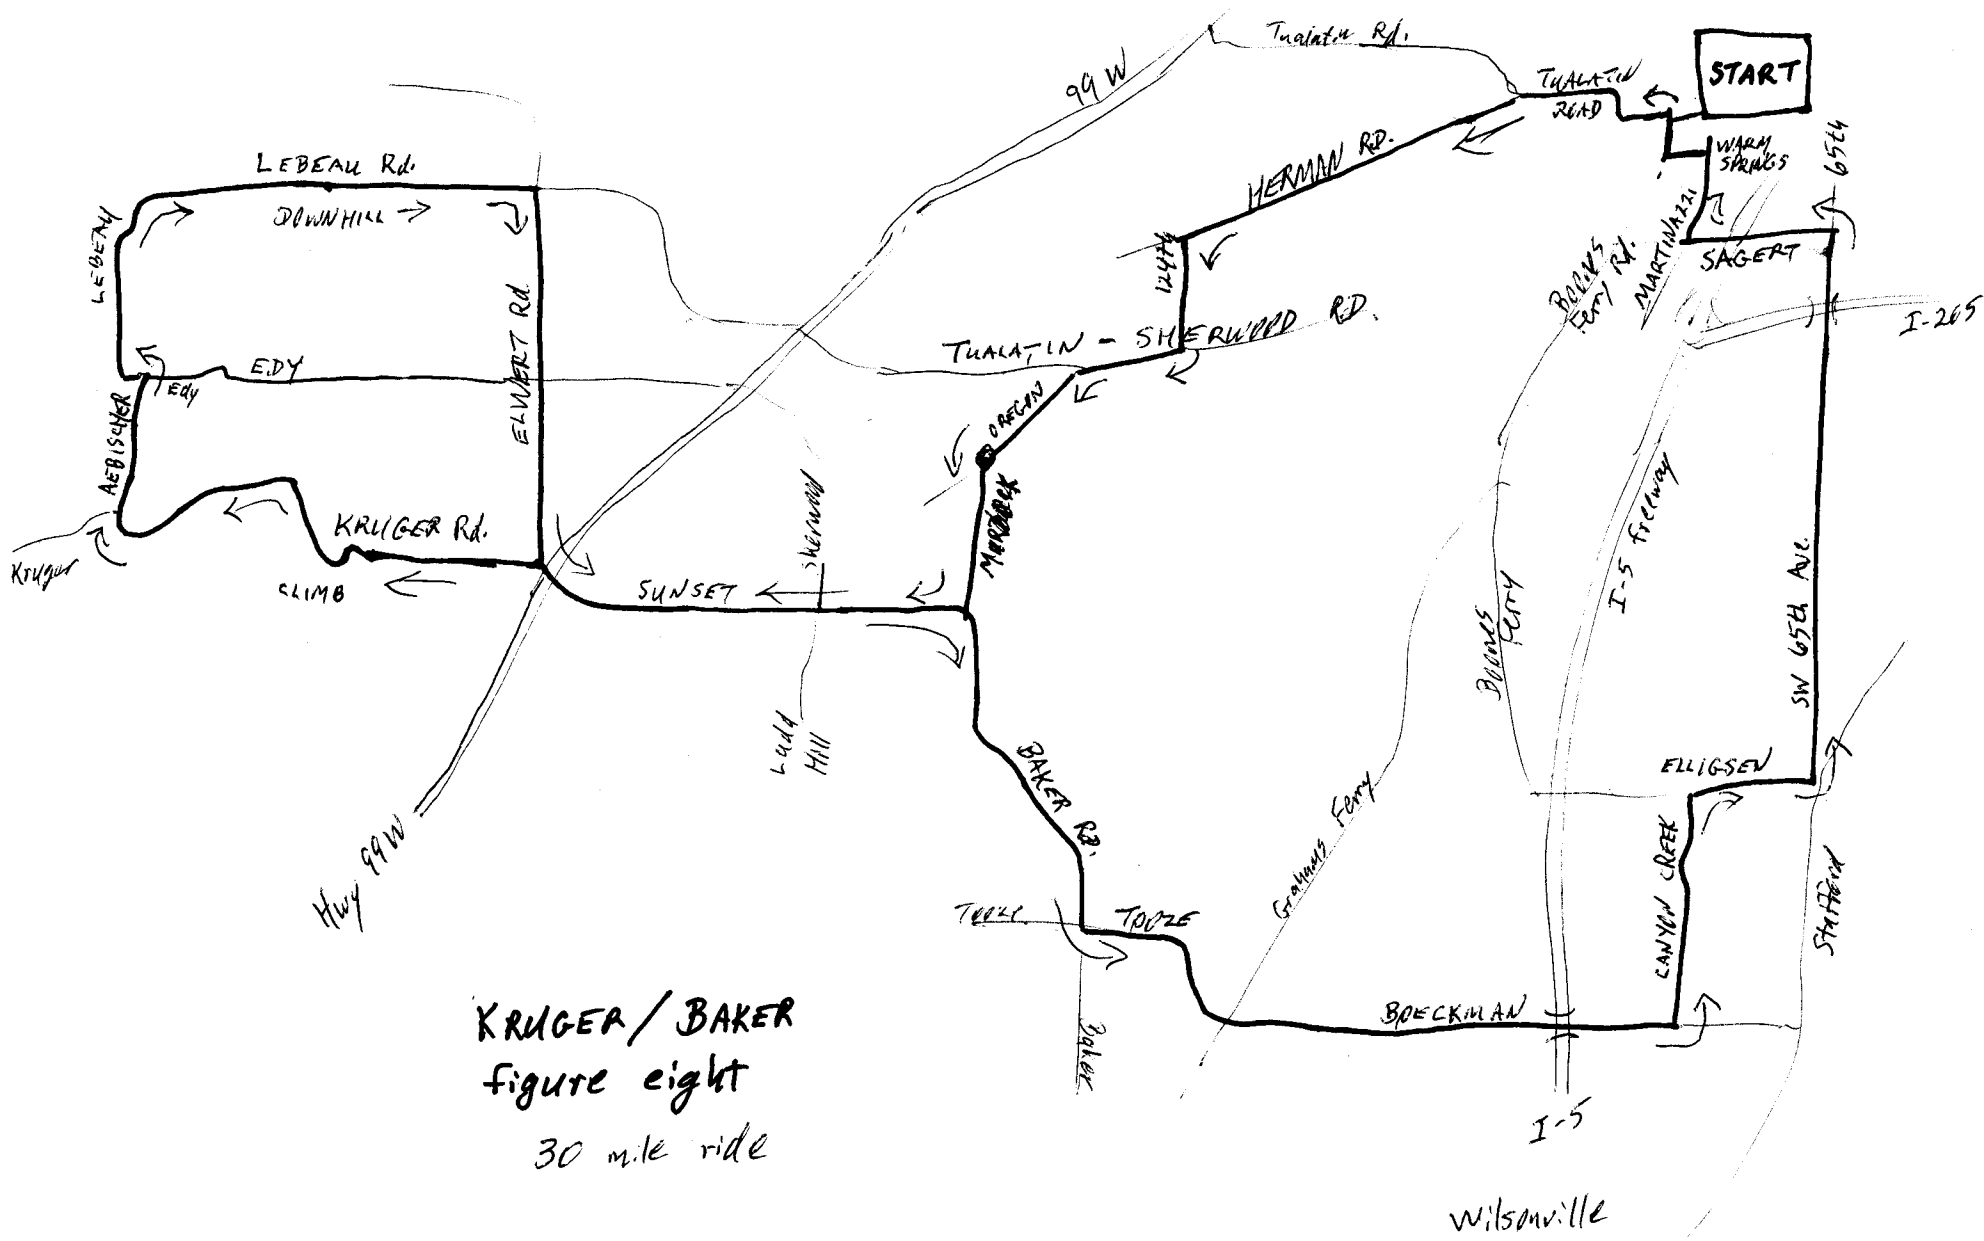 Tualatin Rd.
TUALATIN
ROAD
START
99 W
WARM
SPRINGS
65th
HERMAN RD.
LEBEAU Rd.
DOWNHILL
LEBEAU
MARTINAZZI
SAGERT
BOONES
Ferry Rd.
124th
I-205
TUALATIN - SHERWOOD RD.
ELWERT Rd.
EDY
Edy
OREGON
AEBISCHER
MURDOCK
Sherwood
I-5 Freeway
KRUGER Rd.
Kruger
CLIMB
SUNSET
Boones
Ferry
SW 65th Ave.
Ladd
Hill
BAKER RD.
ELLIGSEN
Grahams Ferry
Hwy 99W
CANYON CREEK
Stafford
Tooze
TOOZE
BOECKMAN
Baker
KRUGER / BAKER
figure eight
30 mile ride
I-5
Wilsonville